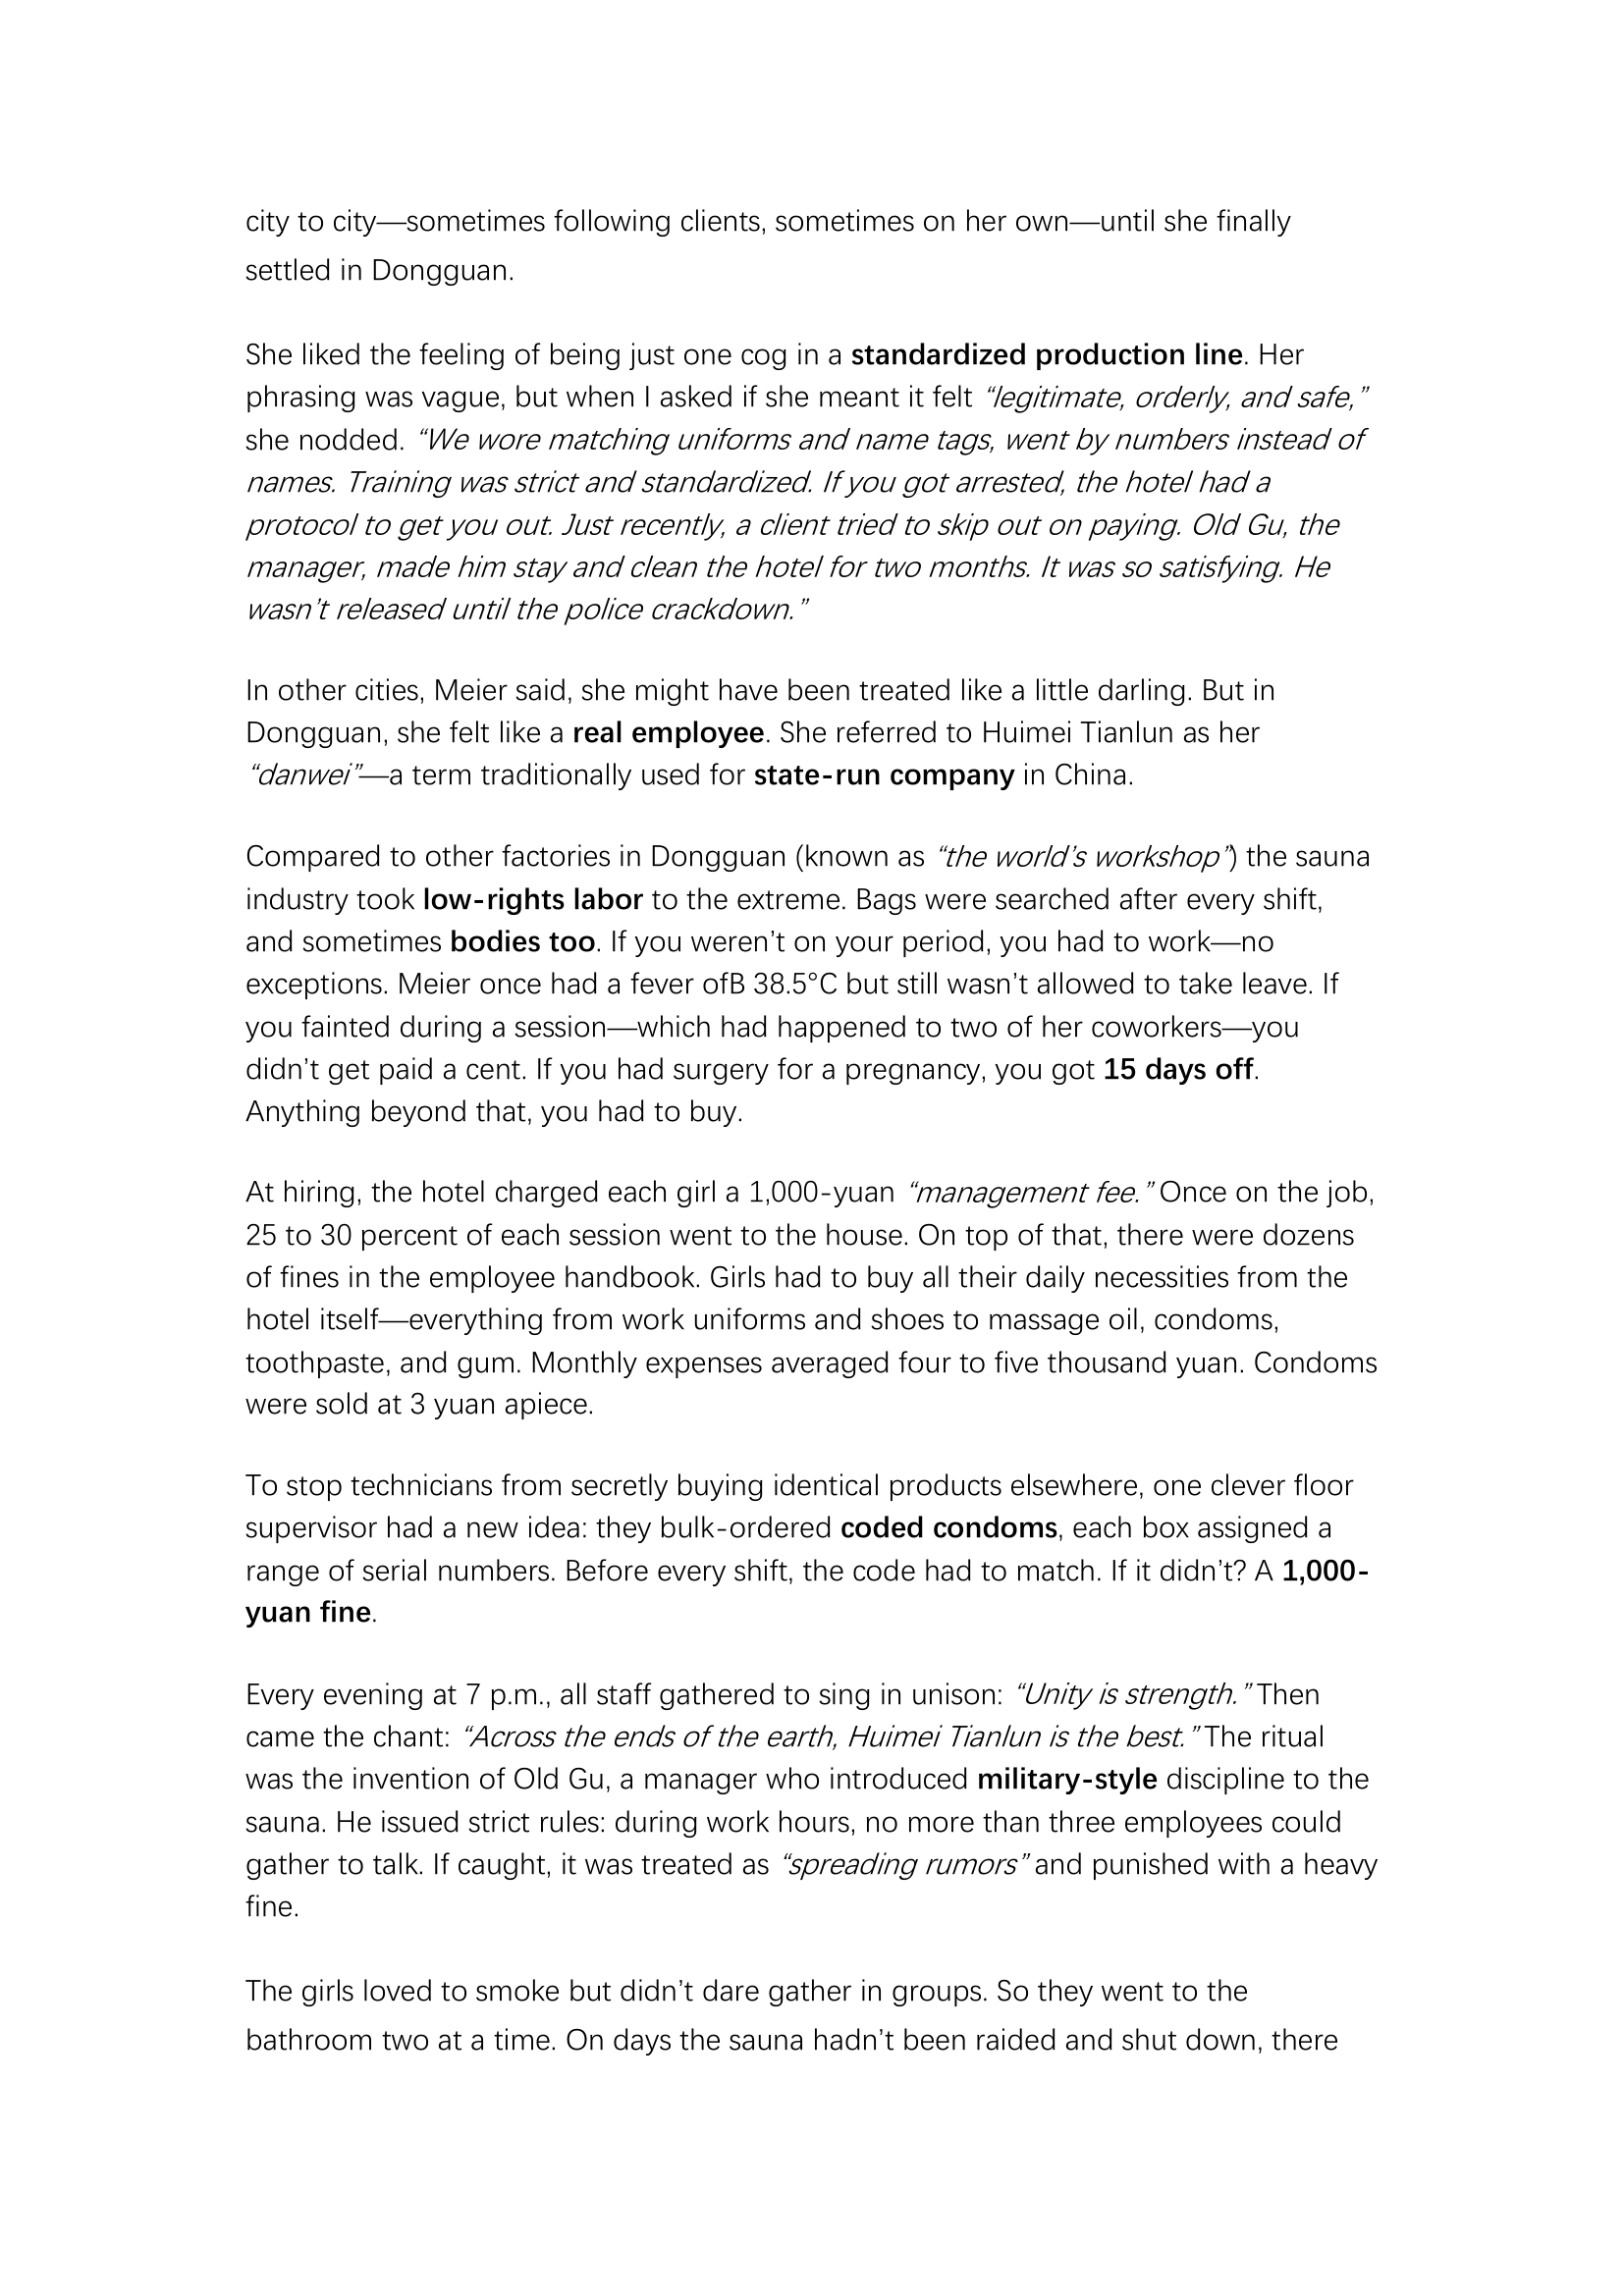 city to city—sometimes following clients, sometimes on her own—until she finally
settled in Dongguan.
She liked the feeling of being just one cog in a standardized production line. Her
phrasing was vague, but when I asked if she meant it felt “legitimate, orderly, and safe,”
she nodded. “We wore matching uniforms and name tags, went by numbers instead of
names. Training was strict and standardized. If you got arrested, the hotel had a
protocol to get you out. Just recently, a client tried to skip out on paying. Old Gu, the
manager, made him stay and clean the hotel for two months. It was so satisfying. He
wasn’t released until the police crackdown.”
In other cities, Meier said, she might have been treated like a little darling. But in
Dongguan, she felt like a real employee. She referred to Huimei Tianlun as her
“danwei”—a term traditionally used for state-run company in China.
Compared to other factories in Dongguan (known as “the world’s workshop”) the sauna
industry took low-rights labor to the extreme. Bags were searched after every shift,
and sometimes bodies too. If you weren’t on your period, you had to work—no
exceptions. Meier once had a fever ofB 38.5°C but still wasn’t allowed to take leave. If
you fainted during a session—which had happened to two of her coworkers—you
didn’t get paid a cent. If you had surgery for a pregnancy, you got 15 days off.
Anything beyond that, you had to buy.
At hiring, the hotel charged each girl a 1,000-yuan “management fee.” Once on the job,
25 to 30 percent of each session went to the house. On top of that, there were dozens
of fines in the employee handbook. Girls had to buy all their daily necessities from the
hotel itself—everything from work uniforms and shoes to massage oil, condoms,
toothpaste, and gum. Monthly expenses averaged four to five thousand yuan. Condoms
were sold at 3 yuan apiece.
To stop technicians from secretly buying identical products elsewhere, one clever floor
supervisor had a new idea: they bulk-ordered coded condoms, each box assigned a
range of serial numbers. Before every shift, the code had to match. If it didn’t? A 1,000-
yuan fine.
Every evening at 7 p.m., all staff gathered to sing in unison: “Unity is strength.” Then
came the chant: “Across the ends of the earth, Huimei Tianlun is the best.” The ritual
was the invention of Old Gu, a manager who introduced military-style discipline to the
sauna. He issued strict rules: during work hours, no more than three employees could
gather to talk. If caught, it was treated as “spreading rumors” and punished with a heavy
fine.
The girls loved to smoke but didn’t dare gather in groups. So they went to the
bathroom two at a time. On days the sauna hadn’t been raided and shut down, there